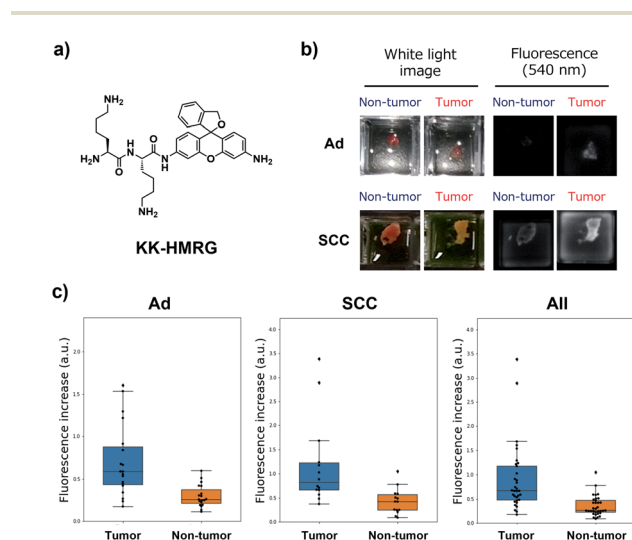 a)
NH₂
H₂N
O
H
N
O
N
H
O
O
NH₂
NH₂
KK-HMRG
b)
White light
image
Fluorescence
(540 nm)
Non-tumor Tumor Non-tumor Tumor
Ad
Non-tumor Tumor Non-tumor Tumor
SCC
c)
Ad
Fluorescence increase (a.u.)
2.0
1.5
1.0
0.5
0.0
Tumor Non-tumor
SCC
Fluorescence increase (a.u.)
4.0
3.5
3.0
2.5
2.0
1.5
1.0
0.5
0.0
Tumor Non-tumor
All
Fluorescence increase (a.u.)
4.0
3.5
3.0
2.5
2.0
1.5
1.0
0.5
0.0
Tumor Non-tumor